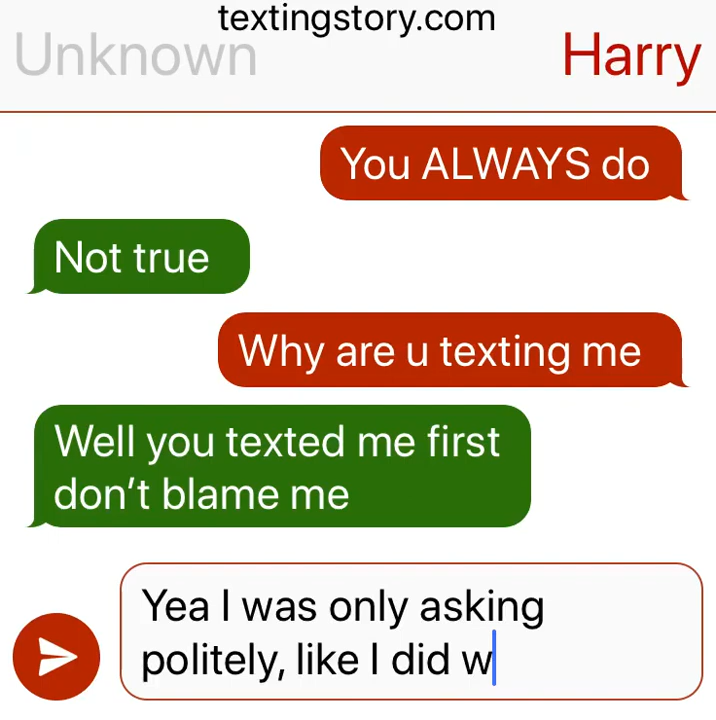 textingstory.com
Unknown
Harry
You ALWAYS do
Not true
Why are u texting me
Well you texted me first
don't blame me
Yea I was only asking
politely, like I did w